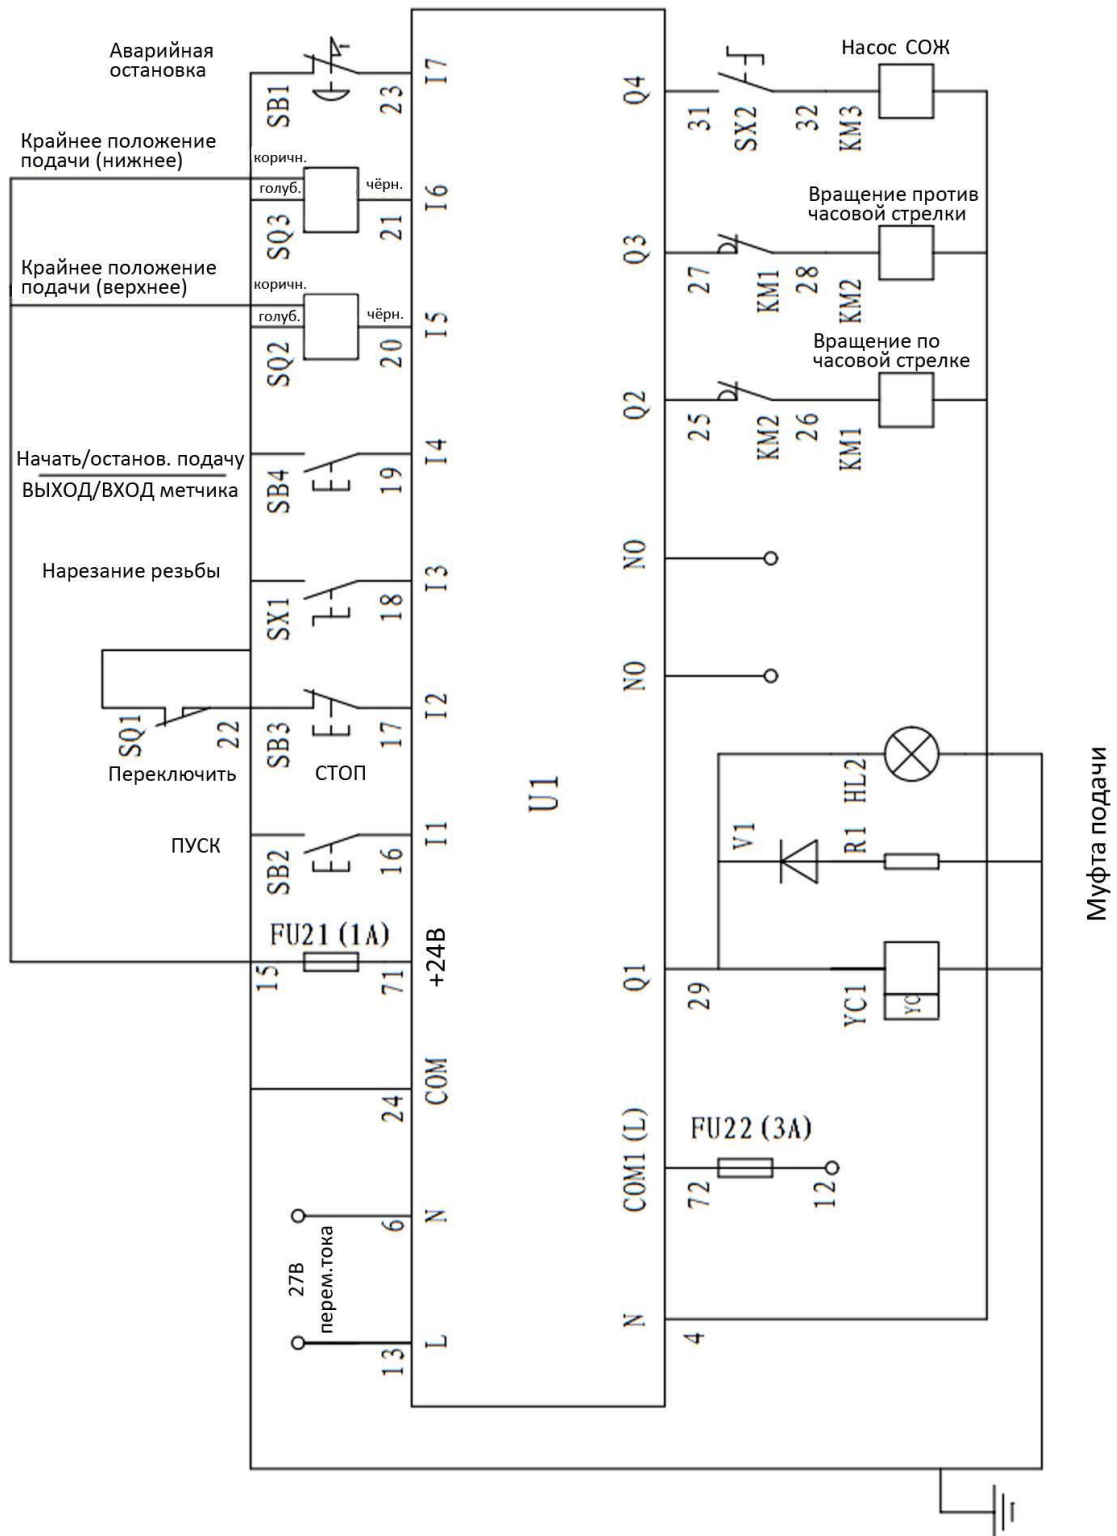 Аварийная
остановка
SB1
23
I7
Крайнее положение
подачи (нижнее)
коричн.
голуб.
чёрн.
SQ3
21
I6
Крайнее положение
подачи (верхнее)
коричн.
голуб.
чёрн.
SQ2
20
I5
Начать/останов. подачу
ВЫХОД/ВХОД метчика
SB4
19
I4
Нарезание резьбы
SX1
18
I3
SQ1
22
SB3
17
I2
Переключить
СТОП
ПУСК
SB2
16
I1
FU21 (1A)
15
71
+24В
24
COM
27В
перем.тока
6
N
13
L
U1
Насос СОЖ
Q4
31
SX2
32
KM3
Вращение против
часовой стрелки
Q3
27
KM1
28
KM2
Вращение по
часовой стрелке
Q2
25
KM2
26
KM1
NO
NO
HL2
V1
R1
Q1
29
YC1
YC
Муфта подачи
COM1 (L)
FU22 (3A)
72
12
N
4